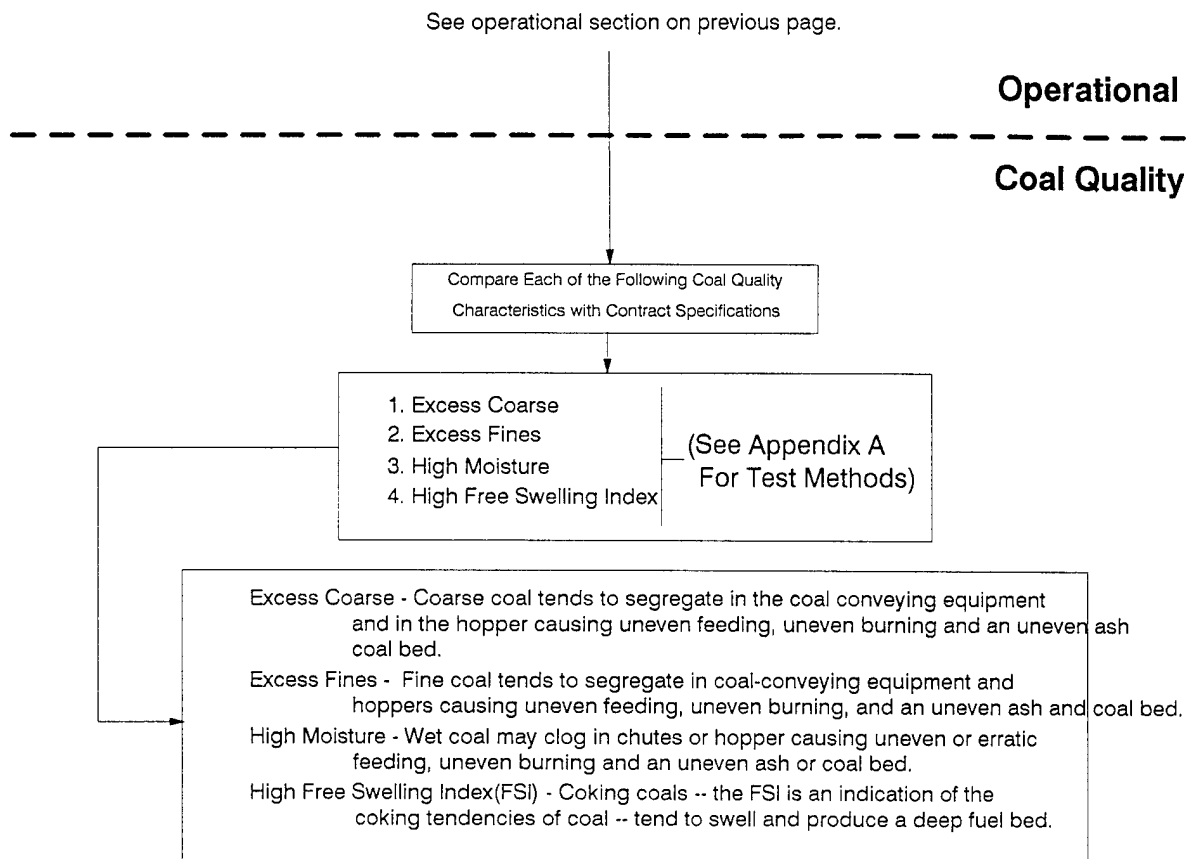 See operational section on previous page.
Operational
Coal Quality
Compare Each of the Following Coal Quality
Characteristics with Contract Specifications
1. Excess Coarse
2. Excess Fines
3. High Moisture
4. High Free Swelling Index
(See Appendix A
For Test Methods)
Excess Coarse - Coarse coal tends to segregate in the coal conveying equipment
and in the hopper causing uneven feeding, uneven burning and an uneven ash
coal bed.
Excess Fines - Fine coal tends to segregate in coal-conveying equipment and
hoppers causing uneven feeding, uneven burning, and an uneven ash and coal bed.
High Moisture - Wet coal may clog in chutes or hopper causing uneven or erratic
feeding, uneven burning and an uneven ash or coal bed.
High Free Swelling Index(FSI) - Coking coals -- the FSI is an indication of the
coking tendencies of coal -- tend to swell and produce a deep fuel bed.